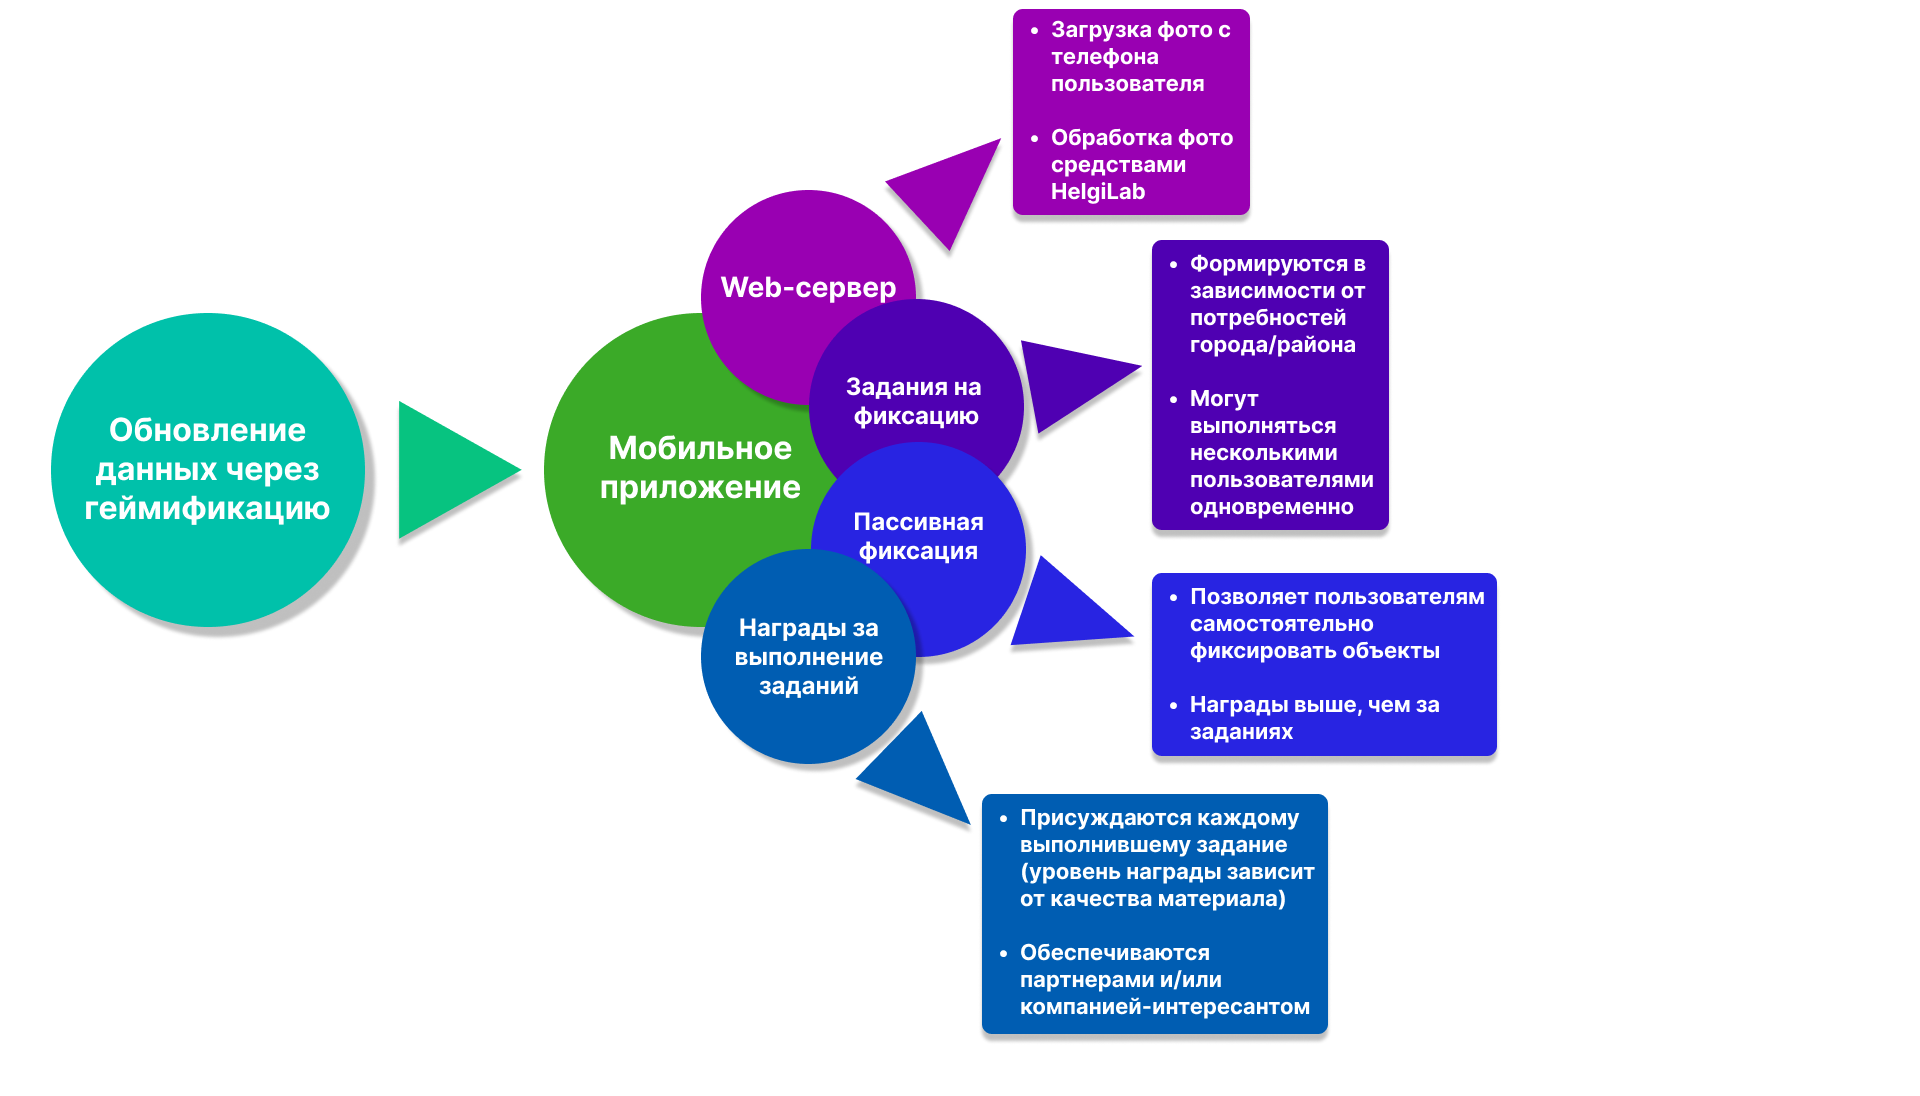 Обновление
данных через
геймификацию
Мобильное
приложение
Web-сервер
Задания на
фиксацию
Пассивная
фиксация
Награды за
выполнение
заданий
• Загрузка фото с
телефона
пользователя
• Обработка фото
средствами
HelgiLab
• Формируются в
зависимости от
потребностей
города/района
• Могут
выполняться
несколькими
пользователями
одновременно
• Позволяет пользователям
самостоятельно
фиксировать объекты
• Награды выше, чем за
заданиях
• Присуждаются каждому
выполнившему задание
(уровень награды зависит
от качества материала)
• Обеспечиваются
партнерами и/или
компанией-интересантом